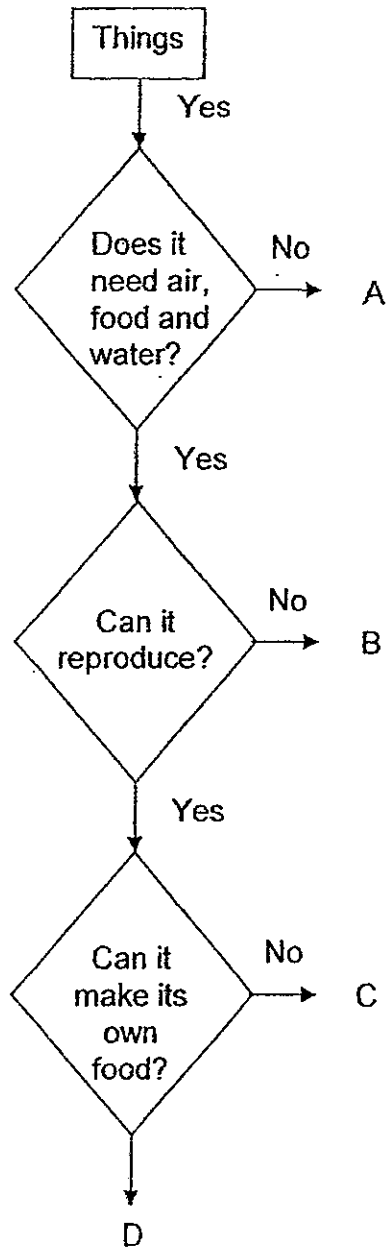 Things
Yes
Does it
need air,
food and
water?
No
A
Yes
Can it
reproduce?
No
B
Yes
Can it
make its
own
food?
No
C
D